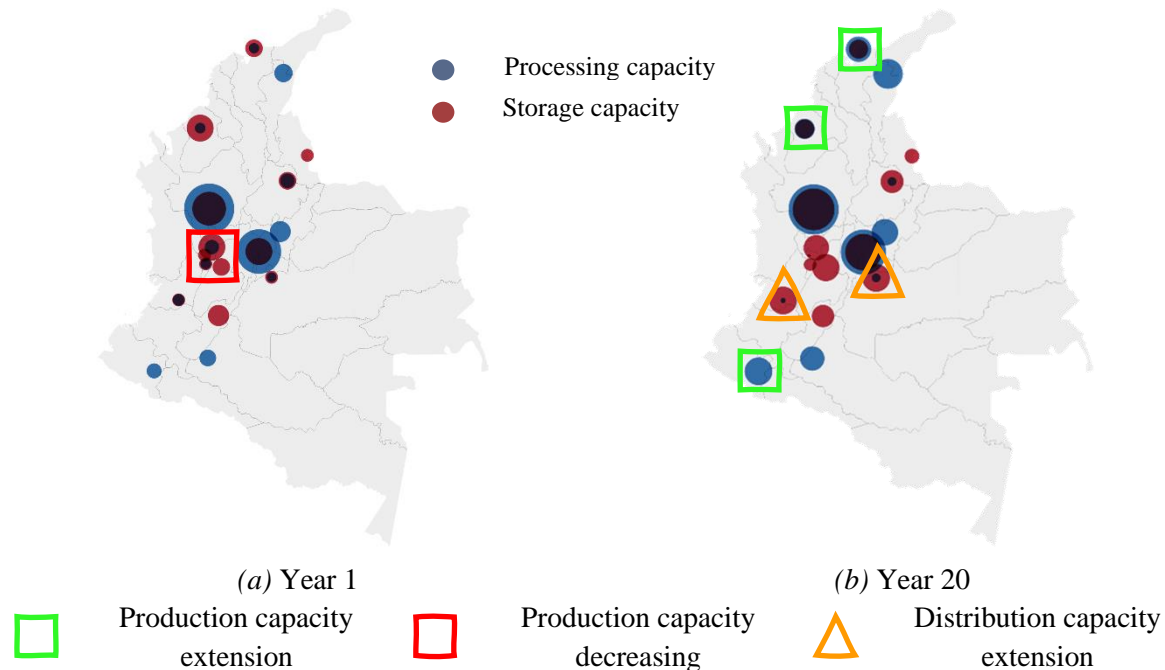 Processing capacity
Storage capacity
(a) Year 1
(b) Year 20
Production capacity
extension
Production capacity
decreasing
Distribution capacity
extension